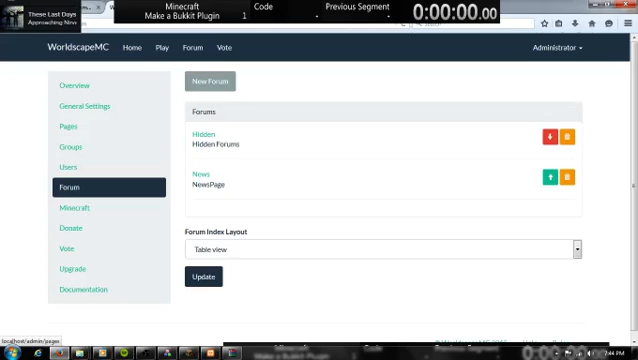 These Last Days
Minecraft
Make a Bukkit Plugin 1
Code
Previous Segment
0:00:00.00
WorldscapeMC Home Play Forum Vote Administrator
Overview
General Settings
Pages
Groups
Users
Forum
Minecraft
Donate
Vote
Upgrade
Documentation
New Forum
Forums
Hidden
Hidden Forums
News
NewsPage
Forum Index Layout
Table view
Update
localhost/admin/pages
7:44 PM